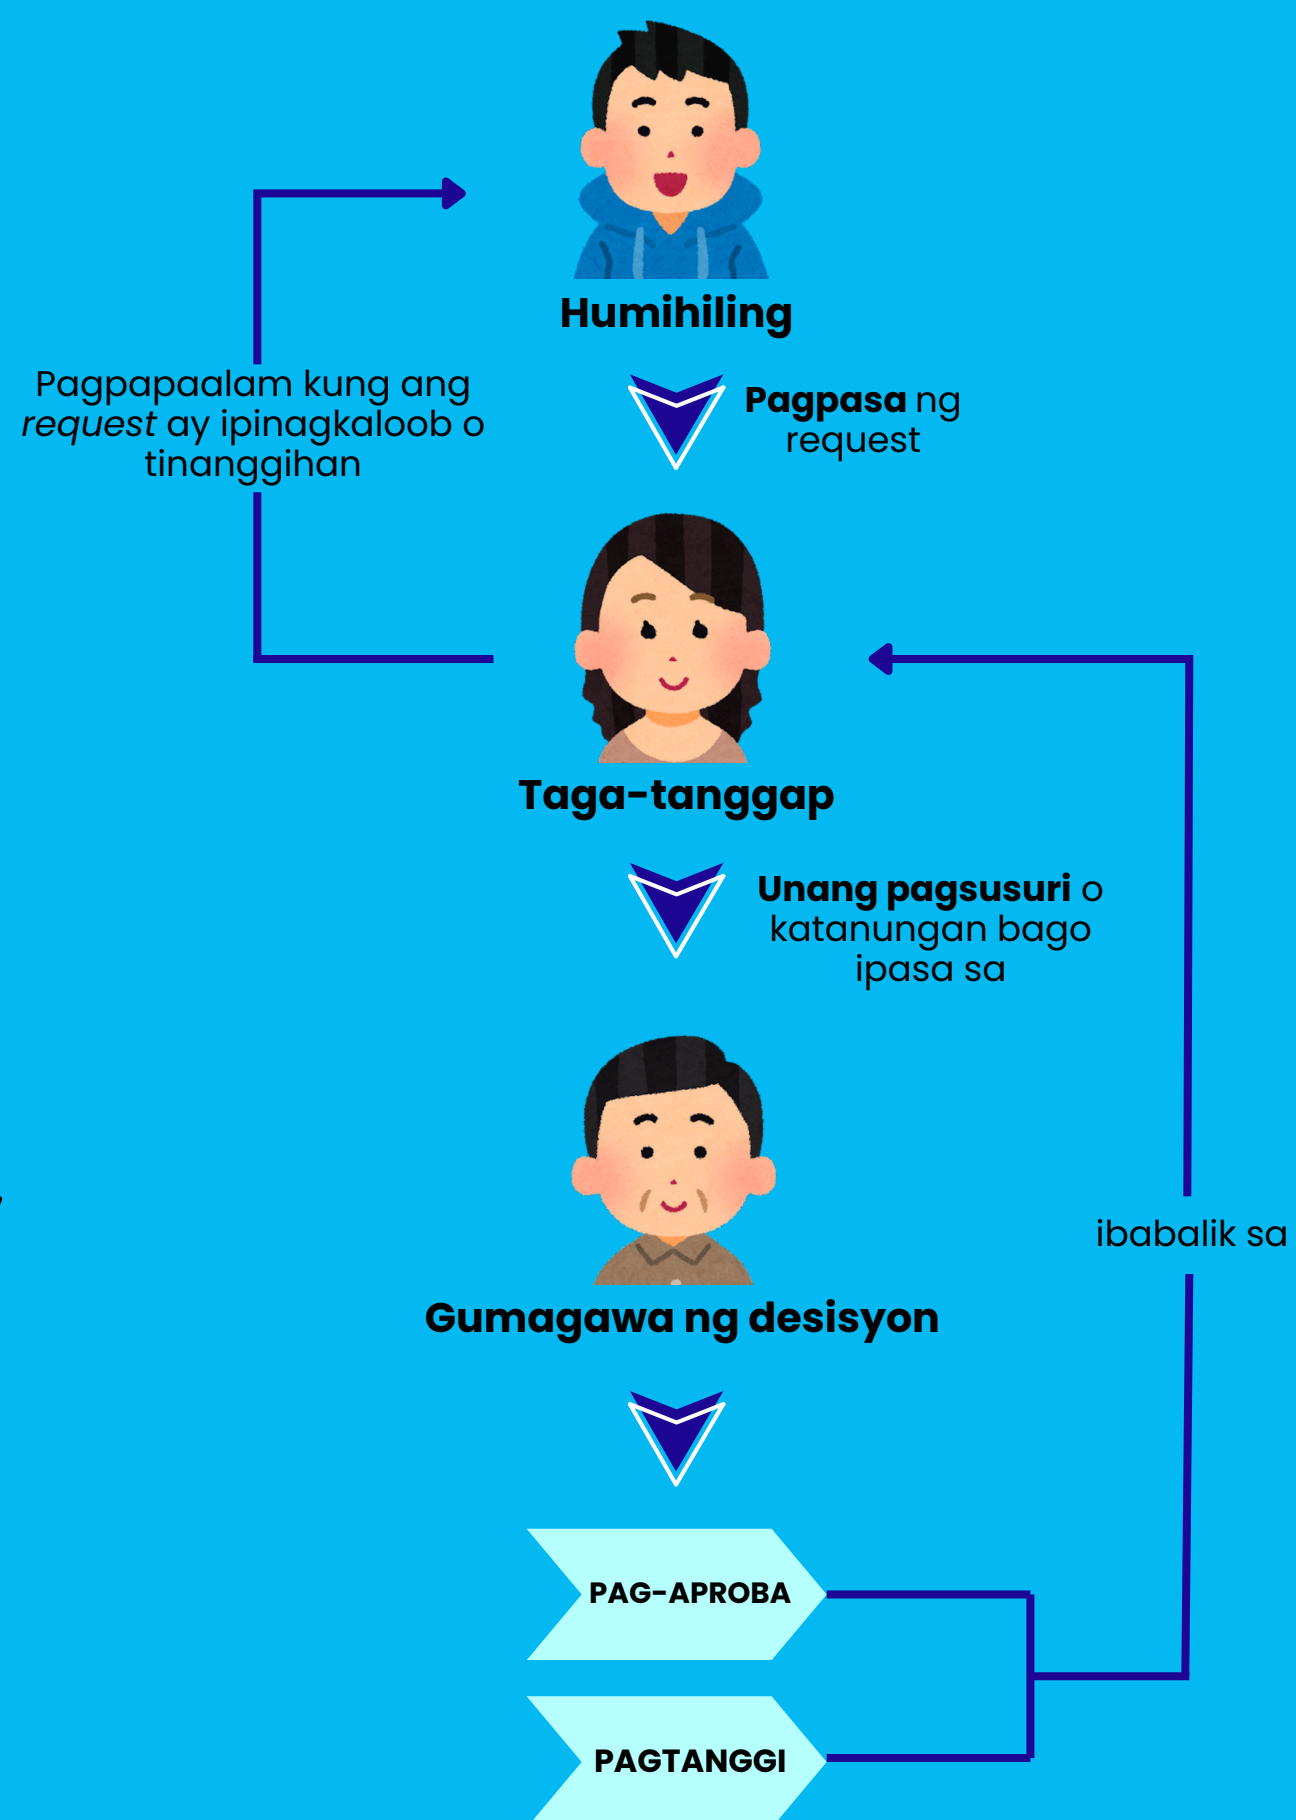 Humihiling
Pagpapaalam kung ang
request ay ipinagkaloob o
tinanggihan
Pagpasa ng
request
Taga-tanggap
Unang pagsusuri o
katanungan bago
ipasa sa
ibabalik sa
Gumagawa ng desisyon
PAG-APROBA
PAGTANGGI